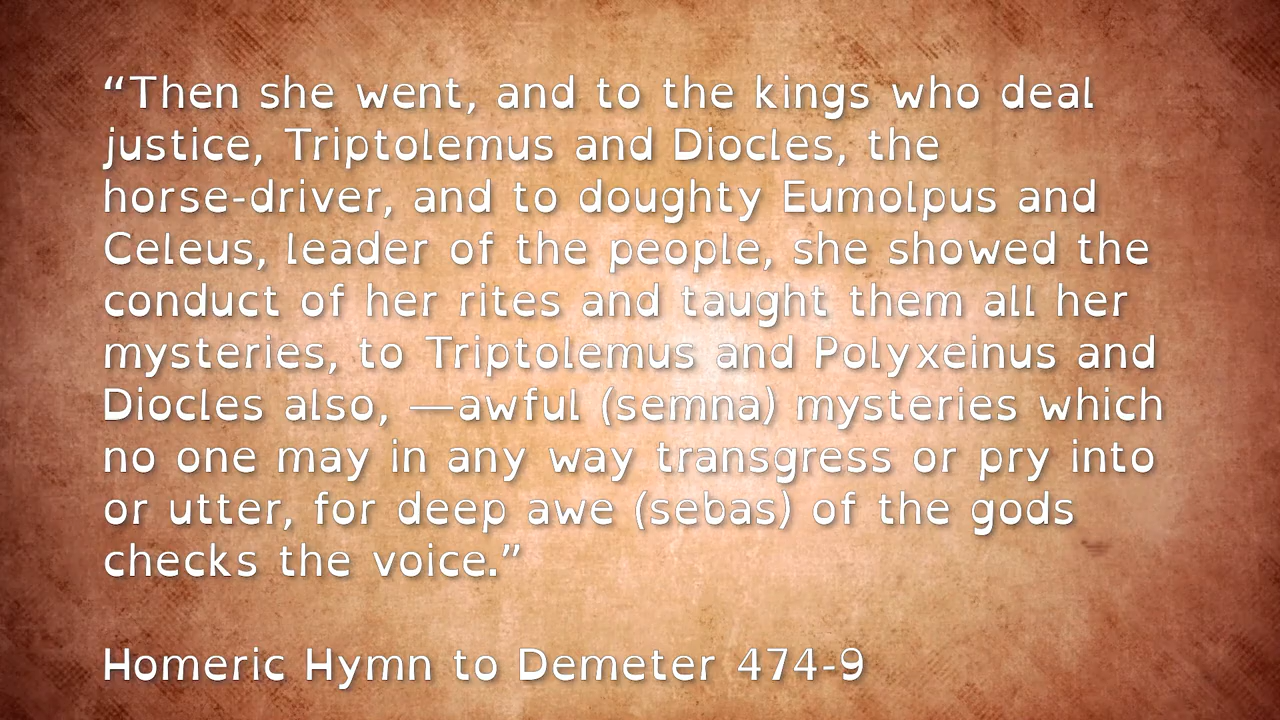 “Then she went, and to the kings who deal
justice, Triptolemus and Diocles, the
horse-driver, and to doughty Eumolpus and
Celeus, leader of the people, she showed the
conduct of her rites and taught them all her
mysteries, to Triptolemus and Polyxeinus and
Diocles also, —awful (semna) mysteries which
no one may in any way transgress or pry into
or utter, for deep awe (sebas) of the gods
checks the voice.”
Homeric Hymn to Demeter 474-9